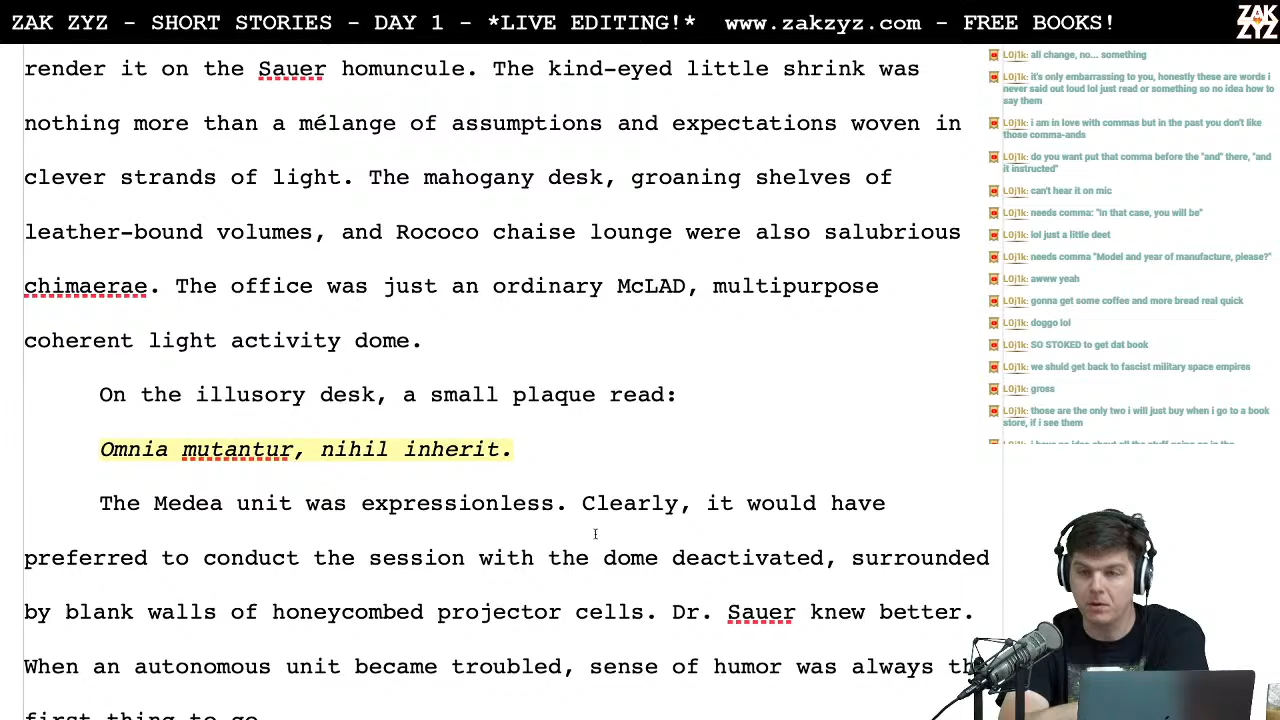 ZAK ZYZ - SHORT STORIES - DAY 1 - *LIVE EDITING!* www.zakzyz.com - FREE BOOKS!
ZAK
ZYZ
render it on the Sauer homuncule. The kind-eyed little shrink was
nothing more than a mélange of assumptions and expectations woven in
clever strands of light. The mahogany desk, groaning shelves of
leather-bound volumes, and Rococo chaise lounge were also salubrious
chimaerae. The office was just an ordinary McLAD, multipurpose
coherent light activity dome.
On the illusory desk, a small plaque read:
Omnia mutantur, nihil inherit.
The Medea unit was expressionless. Clearly, it would have
preferred to conduct the session with the dome deactivated, surrounded
by blank walls of honeycombed projector cells. Dr. Sauer knew better.
When an autonomous unit became troubled, sense of humor was always
first thing to go
L0j1k: all change, no... something
L0j1k: it's only embarrassing to you, honestly these are words i
never said out loud lol just read or something so no idea how to
say them
L0j1k: i am in love with commas but in the past you don't like
those comma-ands
L0j1k: do you want put that comma before the "and" there, "and
it instructed"
L0j1k: can't hear it on mic
L0j1k: needs comma: "In that case, you will be"
L0j1k: lol just a little deet
L0j1k: needs comma "Model and year of manufacture, please?"
L0j1k: awww yeah
L0j1k: gonna get some coffee and more bread real quick
L0j1k: doggo lol
L0j1k: SO STOKED to get dat book
L0j1k: we shuld get back to fascist military space empires
L0j1k: gross
L0j1k: those are the only two i will just buy when i go to a book
store, if i see them